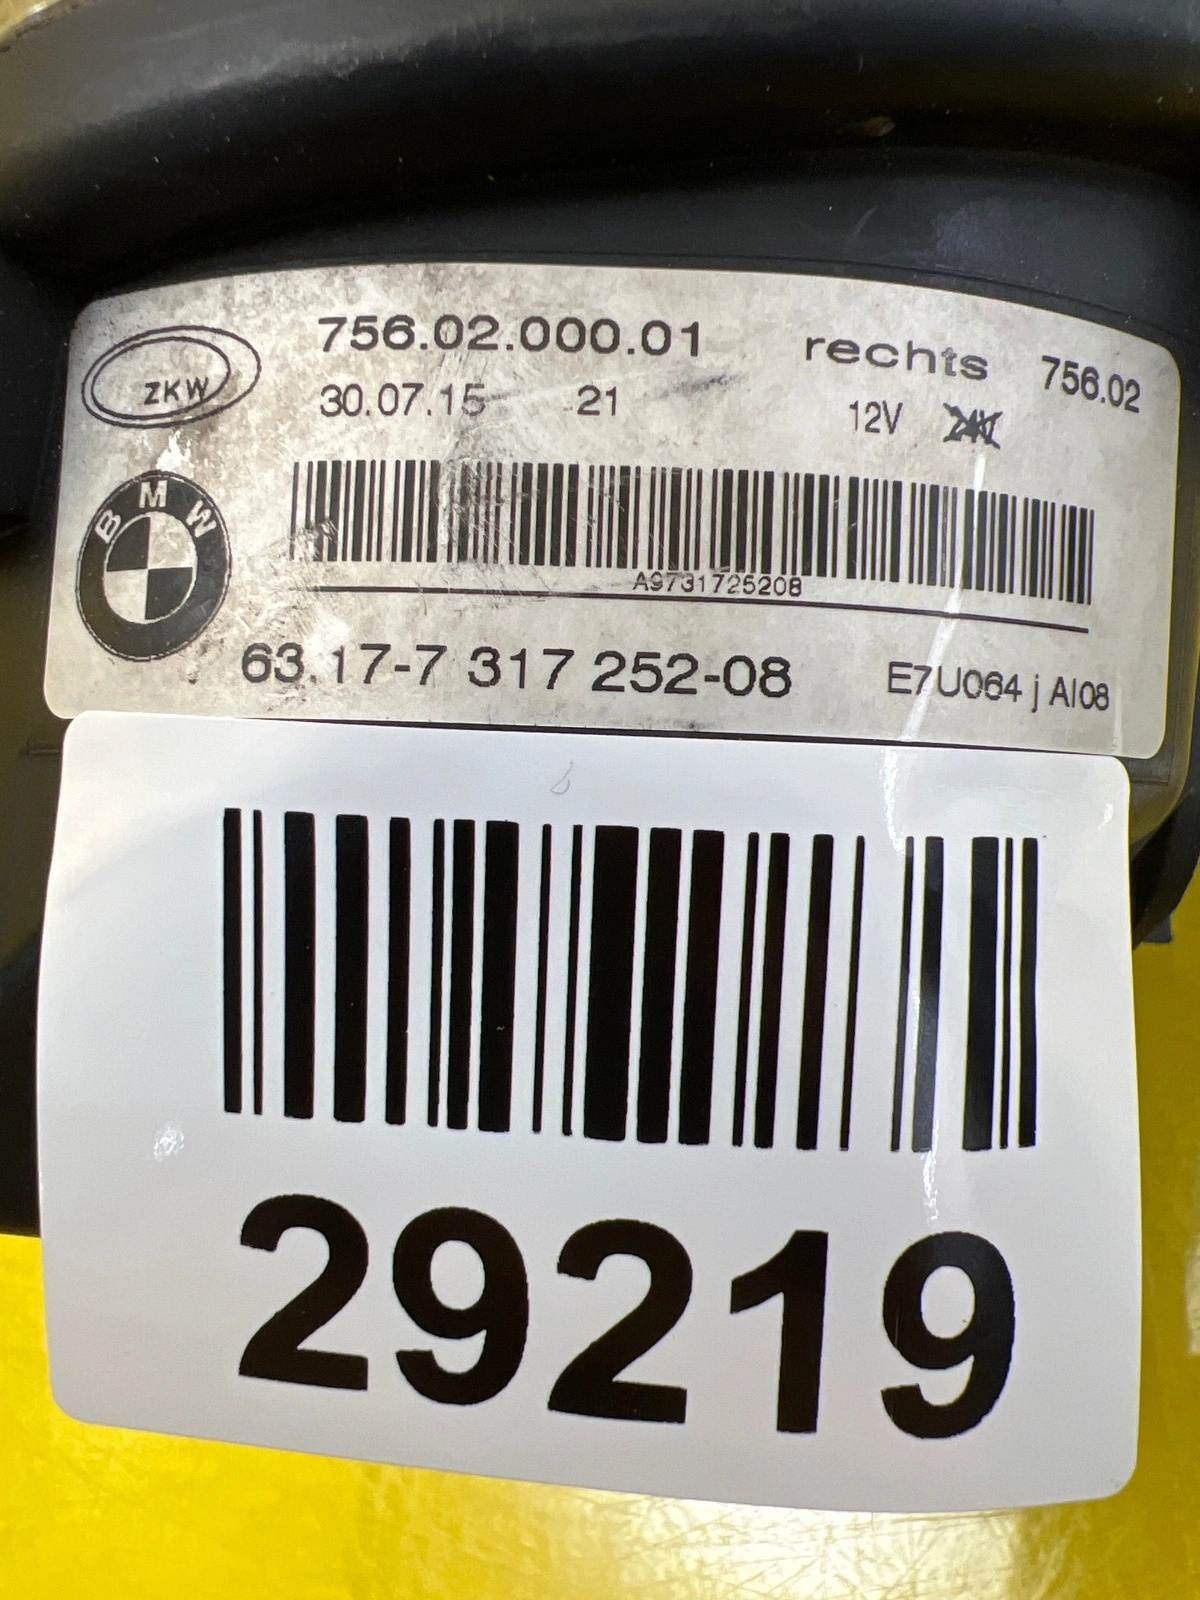 756.02.000.01 rechts 756.02
ZKW
30.07.15 21 12V 24V
BMW
A9731725208
63.17-7 317 252-08 E7U064 j AI08
29219